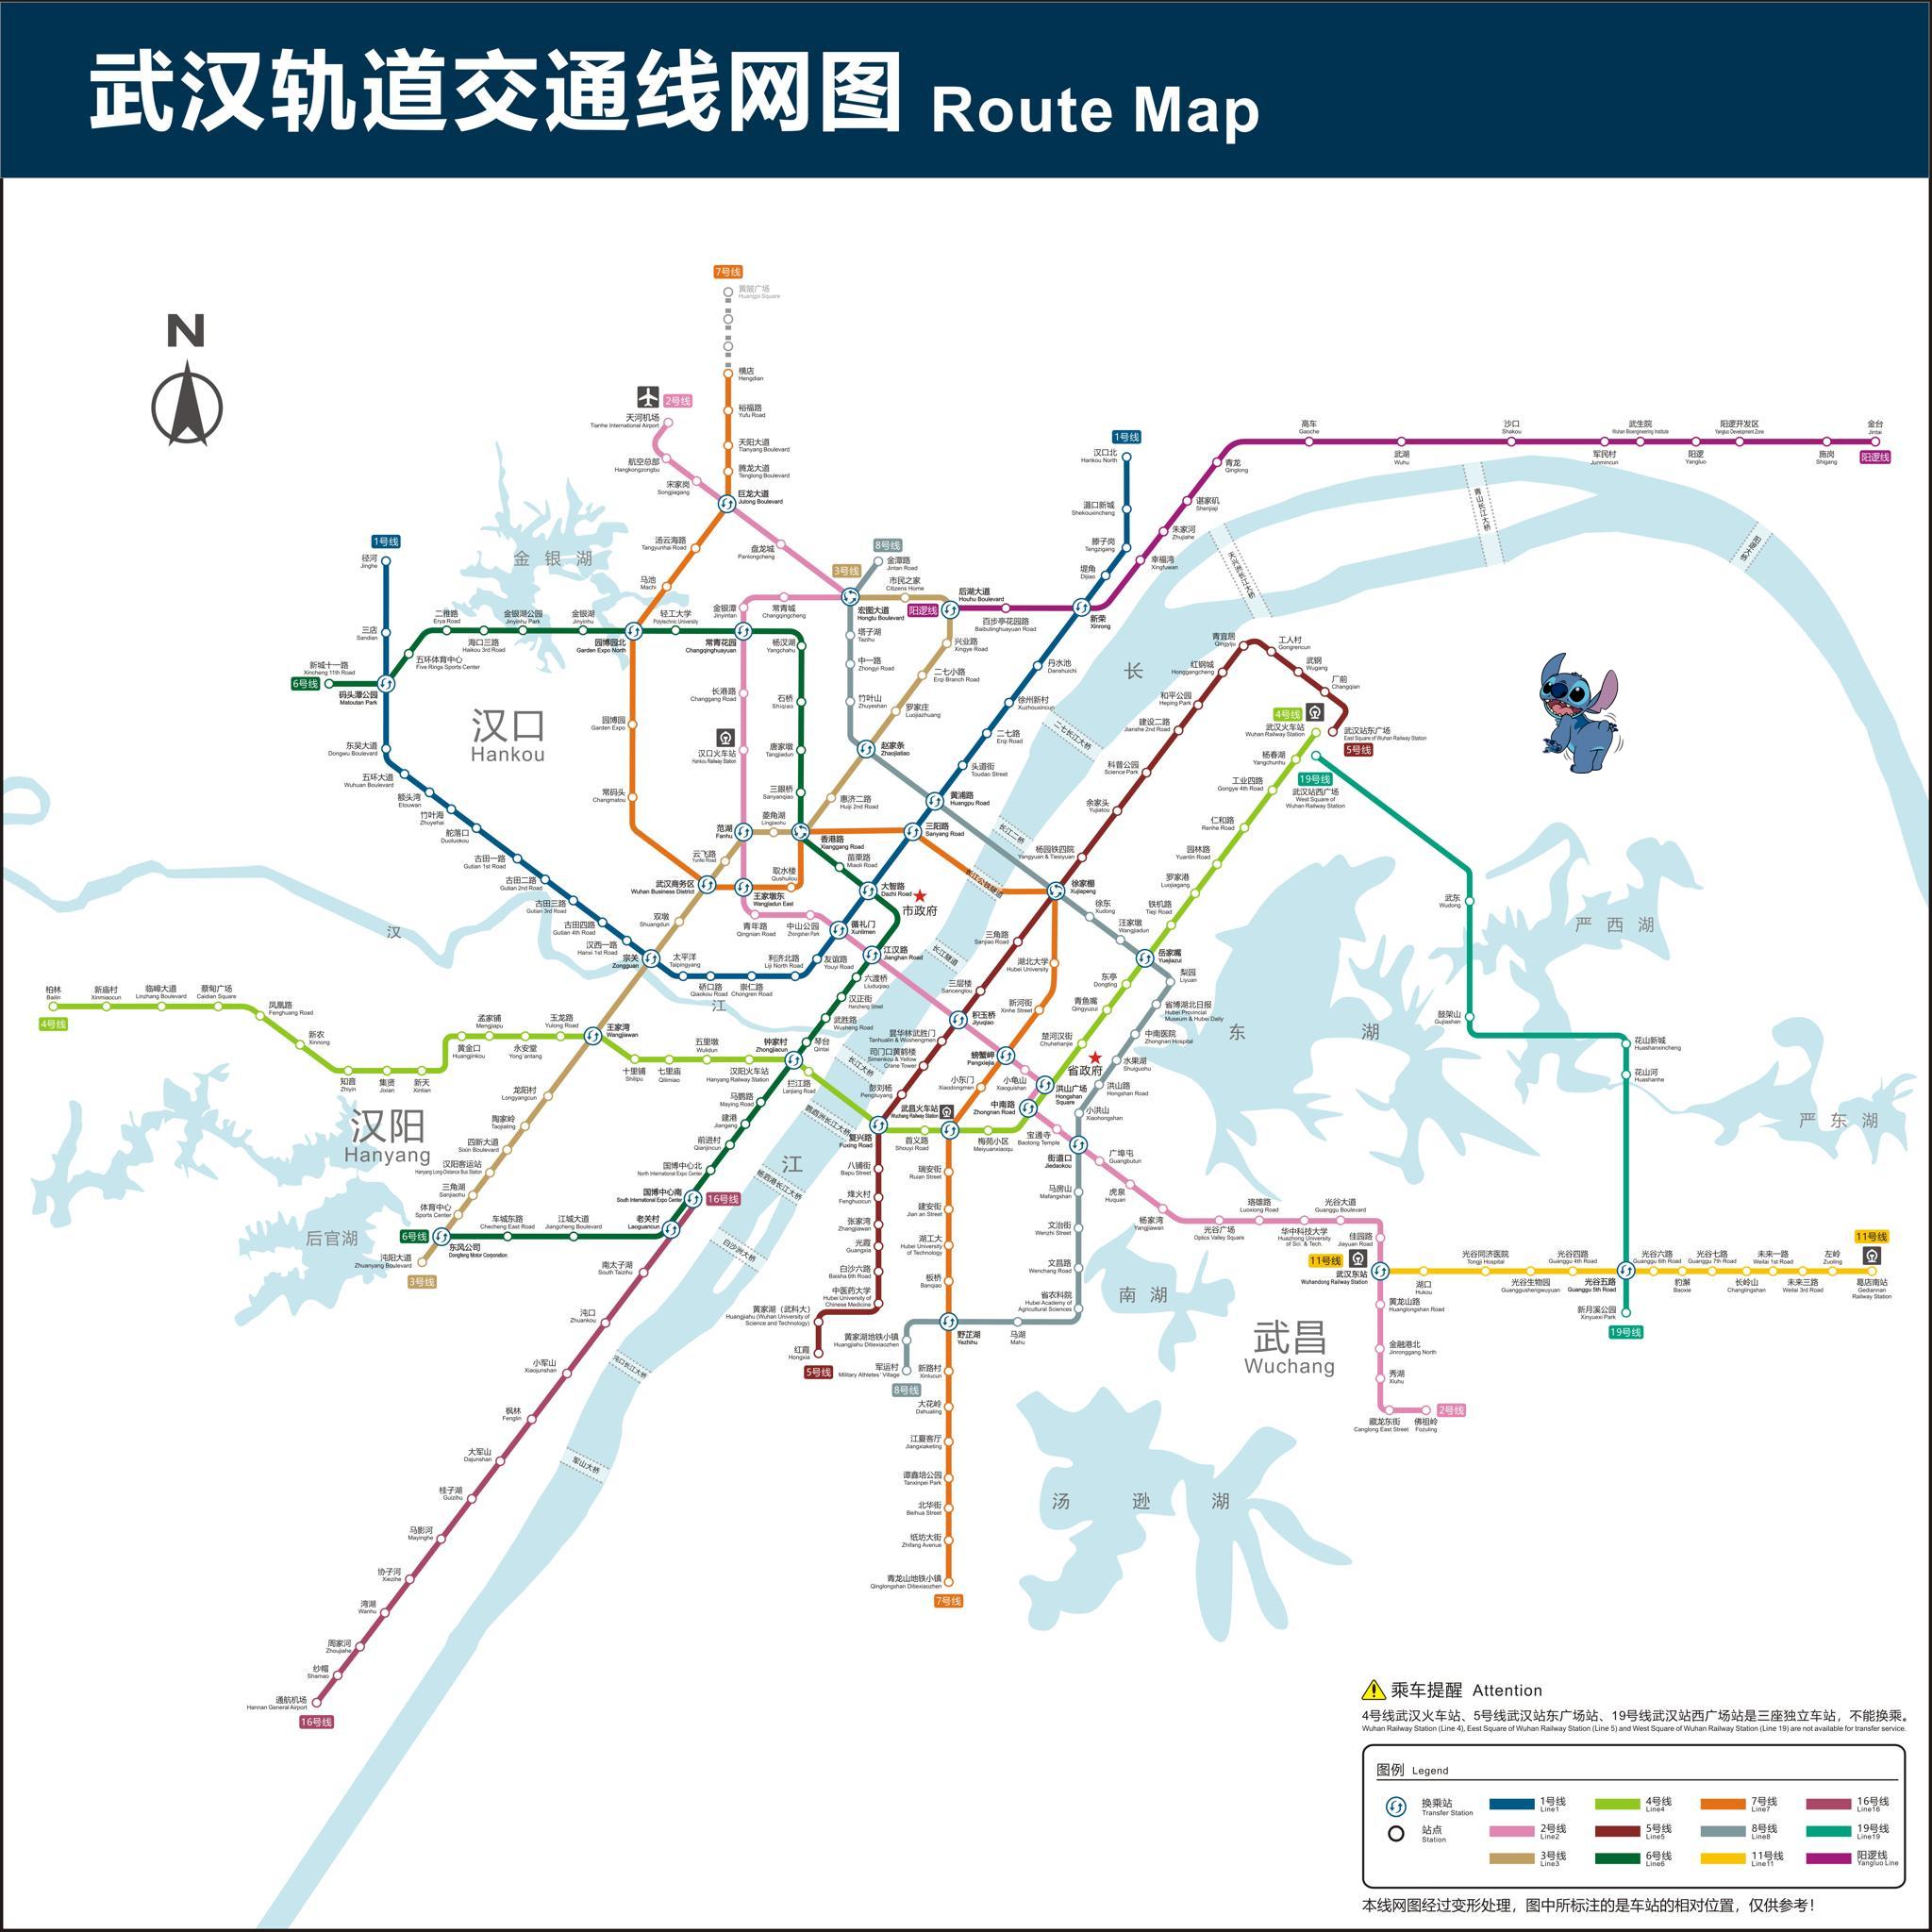 武汉轨道交通线网图 Route Map
N
7号线
黄陂广场
Huangpi Square
横店
Hengdian
裕福路
Yufu Road
天阳大道
Tianyang Boulevard
腾龙大道
Tenglong Boulevard
巨龙大道
Julong Boulevard
2号线
天河机场
Tianhe International Airport
航空总部
Hangkongzongbu
宋家岗
Songjiagang
盘龙城
Panlongcheng
汤云海路
Tangyunhai Road
马池
Machi
1号线
汉口北
Hankou North
滠口新城
Shekouxincheng
滕子岗
Tengzigang
堤角
Dijiao
新荣
Xinrong
高车
Gaoche
武湖
Wuhu
沙口
Shakou
军民村
Junmincun
武生院
Wuhan Bioengineering Institute
阳逻
Yangluo
阳逻开发区
Yangluo Development Zone
施岗
Shigang
金台
Jintai
阳逻线
青龙
Qinglong
谌家矶
Shenjiaji
朱家河
Zhujiahe
幸福湾
Xingfuwan
青山长江大桥
天兴洲长江大桥
阳逻大桥
1号线
径河
Jinghe
三店
Sandian
金银湖
二雅路
Erya Road
海口三路
Haikou 3rd Road
金银湖公园
Jinyinhu Park
金银湖
Jinyinhu
园博园北
Garden Expo North
轻工大学
Polytechnic University
常青花园
Changqinghuayuan
杨汊湖
Yangchahu
五环体育中心
Five Rings Sports Center
新城十一路
Xincheng 11th Road
6号线
码头潭公园
Matoutan Park
金银潭
Jinyintan
常青城
Changqingcheng
8号线
金潭路
Jintan Road
3号线
市民之家
Citizens Home
宏图大道
Hongtu Boulevard
阳逻线
后湖大道
Houhu Boulevard
百步亭花园路
Baibutinghuayuan Road
塔子湖
Tazihu
中一路
Zhongyi Road
竹叶山
Zhuyeshan
兴业路
Xingye Road
二七小路
Erqi Branch Road
罗家庄
Luojiazhuang
赵家条
Zhaojiatiao
丹水池
Danshuichi
徐州新村
Xuzhouxincun
二七路
Erqi Road
头道街
Toudao Street
黄浦路
Huangpu Road
汉口
Hankou
东吴大道
Dongwu Boulevard
五环大道
Wuhuan Boulevard
额头湾
Etouwan
竹叶海
Zhuyehai
舵落口
Duoluokou
古田一路
Gutian 1st Road
古田二路
Gutian 2nd Road
古田三路
Gutian 3rd Road
古田四路
Gutian 4th Road
汉西一路
Hanxi 1st Road
宗关
Zongguan
太平洋
Taipingyang
硚口路
Qiaokou Road
崇仁路
Chongren Road
利济北路
Liji North Road
友谊路
Youyi Road
循礼门
Xunlimen
大智路
Dazhi Road
三阳路
Sanyang Road
园博园
Garden Expo
常码头
Changmatou
长港路
Changgang Road
汉口火车站
Hankou Railway Station
范湖
Fanhu
菱角湖
Lingjiaohu
石桥
Shiqiao
唐家墩
Tangjiadun
三眼桥
Sanyanqiao
香港路
Xianggang Road
惠济二路
Huiji 2nd Road
苗栗路
Miaoli Road
云飞路
Yunfei Road
武汉商务区
Wuhan Business District
王家墩东
Wangjiadun East
取水楼
Qushuilou
青年路
Qingnian Road
中山公园
Zhongshan Park
双墩
Shuangdun
市政府
江汉路
Jianghan Road
六渡桥
Liuduqiao
汉正街
Hanzheng Street
武胜路
Wusheng Road
琴台
Qintai
长
二七长江大桥
长江二桥
长江公铁隧道
长江隧道
长江大桥
鹦鹉洲长江大桥
杨泗港长江大桥
白沙洲大桥
沌口长江大桥
军山大桥
汉
江
江
青宜居
Qingyiju
工人村
Gongrencun
武钢
Wugang
厂前
Changqian
武汉站东广场
East Square of Wuhan Railway Station
5号线
红钢城
Honggangcheng
和平公园
Heping Park
建设二路
Jianshe 2nd Road
科普公园
Science Park
余家头
Yujiatou
杨园铁四院
Yangyuan & Tiesiyuan
徐家棚
Xujiapeng
4号线
武汉火车站
Wuhan Railway Station
杨春湖
Yangchunhu
19号线
武汉站西广场
West Square of
Wuhan Railway Station
工业四路
Gongye 4th Road
仁和路
Renhe Road
园林路
Yuanlin Road
罗家港
Luojiagang
铁机路
Tieji Road
徐东
Xudong
汪家墩
Wangjiadun
岳家嘴
Yuejiazui
梨园
Liyuan
省博湖北日报
Hubei Provincial
Museum & Hubei Daily
中南医院
Zhongnan Hospital
水果湖
Shuiguohu
洪山路
Hongshan Road
小洪山
Xiaohongshan
三角路
Sanjiao Road
三层楼
Sancenglou
积玉桥
Jiyuqiao
湖北大学
Hubei University
新河街
Xinhe Street
螃蟹岬
Pangxiejia
东亭
Dongting
青鱼嘴
Qingyuzui
楚河汉街
Chuhehanjie
省政府
小龟山
Xiaoguishan
洪山广场
Hongshan
Square
中南路
Zhongnan Road
昙华林武胜门
Tanhualin & Wushengmen
司门口黄鹤楼
Simenkou & Yellow
Crane Tower
彭刘杨
Pengliuyang
复兴路
Fuxing Road
小东门
Xiaodongmen
武昌火车站
Wuchang Railway Station
首义路
Shouyi Road
梅苑小区
Meiyuanxiaoqu
宝通寺
Baotong Temple
街道口
Jiedaokou
广埠屯
Guangbutun
虎泉
Huquan
杨家湾
Yangjiawan
光谷广场
Optics Valley Square
珞雄路
Luoxiong Road
华中科技大学
Huazhong University
of Sci. & Tech.
光谷大道
Guanggu Boulevard
佳园路
Jiayuan Road
东 湖
严西湖
严东湖
武东
Wudong
鼓架山
Gujiashan
花山新城
Huashanxincheng
花山河
Huashanhe
柏林
Bailin
4号线
新庙村
Xinmiaocun
临嶂大道
Linzhang Boulevard
蔡甸广场
Caidian Square
凤凰路
Fenghuang Road
新农
Xinnong
知音
Zhiyin
集贤
Jixian
新天
Xintian
黄金口
Huangjinkou
孟家铺
Mengjiapu
永安堂
Yong'antang
玉龙路
Yulong Road
王家湾
Wangjiawan
十里铺
Shilipu
七里庙
Qilimiao
五里墩
Wulidun
汉阳火车站
Hanyang Railway Station
钟家村
Zhongjiacun
拦江路
Lanjiang Road
汉阳
Hanyang
龙阳村
Longyangcun
陶家岭
Taojialing
四新大道
Sixin Boulevard
汉阳客运站
Hanyang Long-Distance Bus Station
三角湖
Sanjiaohu
体育中心
Sports Center
6号线
东风公司
Dongfeng Motor Corporation
沌阳大道
Zhuanyang Boulevard
3号线
后官湖
马鹦路
Maying Road
建港
Jiangang
前进村
Qianjincun
国博中心北
North International Expo Center
国博中心南
South International Expo Center
16号线
老关村
Laoguancun
车城东路
Checheng East Road
江城大道
Jiangcheng Boulevard
南太子湖
South Taizihu
沌口
Zhuankou
小军山
Xiaojunshan
枫林
Fenglin
大军山
Dajunshan
桂子湖
Guizihu
马影河
Mayinghe
协子河
Xiezihe
湾湖
Wanhu
周家河
Zhoujiahe
纱帽
Shamao
通航机场
Hannan General Airport
16号线
八铺街
Bapu Street
烽火村
Fenghuocun
张家湾
Zhangjiawan
光霞
Guangxia
白沙六路
Baisha 6th Road
中医药大学
Hubei University of
Chinese Medicine
黄家湖（武科大）
Huangjiahu (Wuhan University of
Science and Technology)
红霞
Hongxia
5号线
瑞安街
Ruian Street
建安街
Jian an Street
湖工大
Hubei University of
Technology
板桥
Banqiao
野芷湖
Yezhihu
黄家湖地铁小镇
Huangjiahu Ditiexiaozhen
军运村
Military Athletes' Village
8号线
新路村
Xinlucun
大花岭
Dahualing
江夏客厅
Jiangxiaketing
谭鑫培公园
Tanxinpei Park
北华街
Beihua Street
纸坊大街
Zhifang Avenue
青龙山地铁小镇
Qinglongshan Ditiexiaozhen
7号线
马房山
Mafangshan
文治街
Wenzhi Street
文昌路
Wenchang Road
省农科院
Hubei Academy of
Agricultural Sciences
马湖
Mahu
南湖
武昌
Wuchang
汤逊湖
11号线
武汉东站
Wuhandong Railway Station
湖口
Hukou
光谷同济医院
Tongji Hospital
光谷生物园
Guanggushengwuyuan
光谷四路
Guanggu 4th Road
光谷五路
Guanggu 5th Road
光谷六路
Guanggu 6th Road
豹澥
Baoxie
光谷七路
Guanggu 7th Road
长岭山
Changlingshan
未来一路
Weilai 1st Road
未来三路
Weilai 3rd Road
左岭
Zuoling
11号线
葛店南站
Gediannan
Railway Station
新月溪公园
Xinyuexi Park
19号线
黄龙山路
Huanglongshan Road
金融港北
Jinronggang North
秀湖
Xiuhu
藏龙东街
Canglong East Street
佛祖岭
Fozuling
2号线
乘车提醒 Attention
4号线武汉火车站、5号线武汉站东广场站、19号线武汉站西广场站是三座独立车站，不能换乘。
Wuhan Railway Station (Line 4), Eest Square of Wuhan Railway Station (Line 5) and West Square of Wuhan Railway Station (Line 19) are not available for transfer service.
图例 Legend
换乘站
Transfer Station
站点
Station
1号线
Line1
4号线
Line4
7号线
Line7
16号线
Line16
2号线
Line2
5号线
Line5
8号线
Line8
19号线
Line19
3号线
Line3
6号线
Line6
11号线
Line11
阳逻线
Yangluo Line
本线网图经过变形处理，图中所标注的是车站的相对位置，仅供参考！